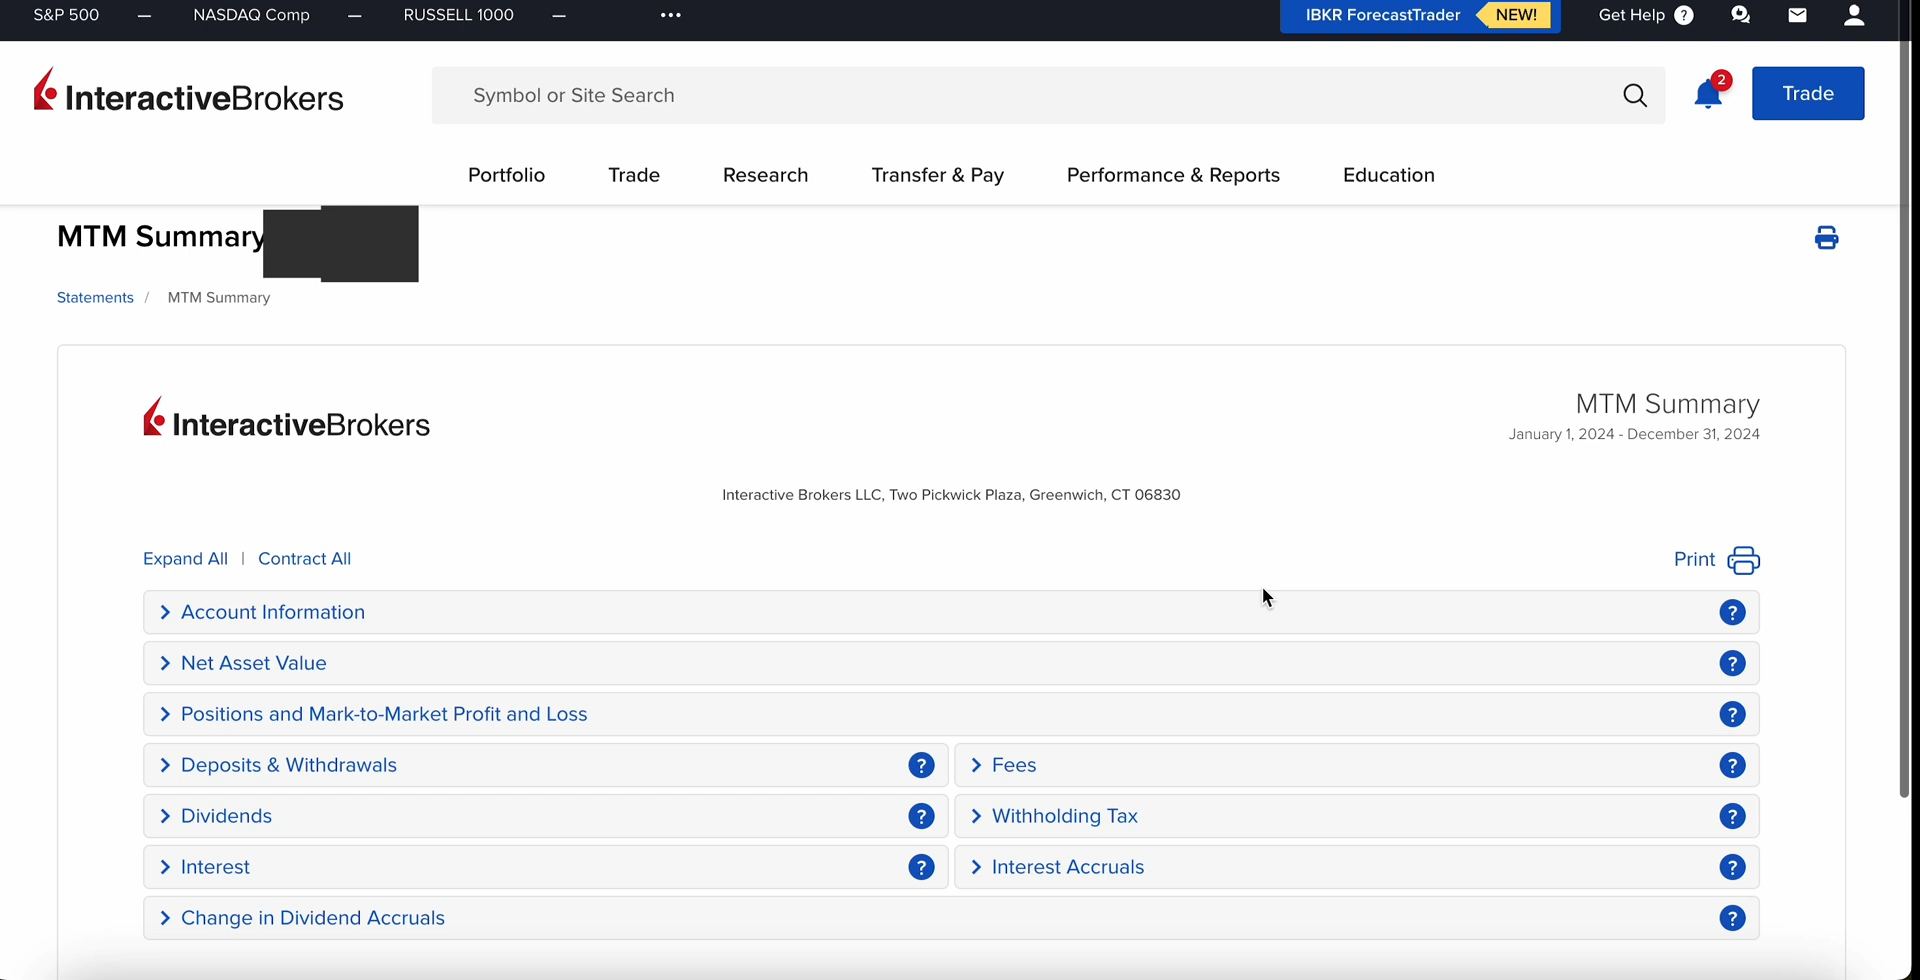 S&P 500 — NASDAQ Comp — RUSSELL 1000 — ••• IBKR ForecastTrader NEW! Get Help ?
InteractiveBrokers Symbol or Site Search 2 Trade
Portfolio Trade Research Transfer & Pay Performance & Reports Education
MTM Summary
Statements / MTM Summary
InteractiveBrokers
MTM Summary
January 1, 2024 - December 31, 2024
Interactive Brokers LLC, Two Pickwick Plaza, Greenwich, CT 06830
Expand All | Contract All Print
Account Information ?
Net Asset Value ?
Positions and Mark-to-Market Profit and Loss ?
Deposits & Withdrawals ? Fees ?
Dividends ? Withholding Tax ?
Interest ? Interest Accruals ?
Change in Dividend Accruals ?